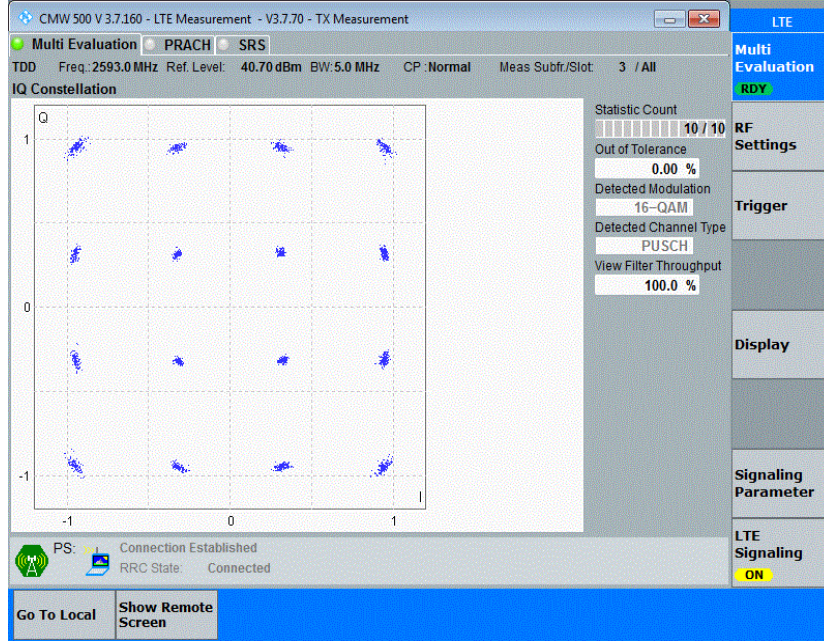 CMW 500 V 3.7.160 - LTE Measurement - V3.7.70 - TX Measurement
LTE
Multi Evaluation PRACH SRS
Multi
Evaluation
RDY
TDD Freq.:2593.0 MHz Ref. Level: 40.70 dBm BW:5.0 MHz CP :Normal Meas Subfr./Slot: 3 / All
IQ Constellation
Q
1
0
-1
-1 0 1
I
Statistic Count
10 / 10
Out of Tolerance
0.00 %
Detected Modulation
16–QAM
Detected Channel Type
PUSCH
View Filter Throughput
100.0 %
RF
Settings
Trigger
Display
Signaling
Parameter
LTE
Signaling
ON
PS: Connection Established
RRC State: Connected
Go To Local
Show Remote
Screen